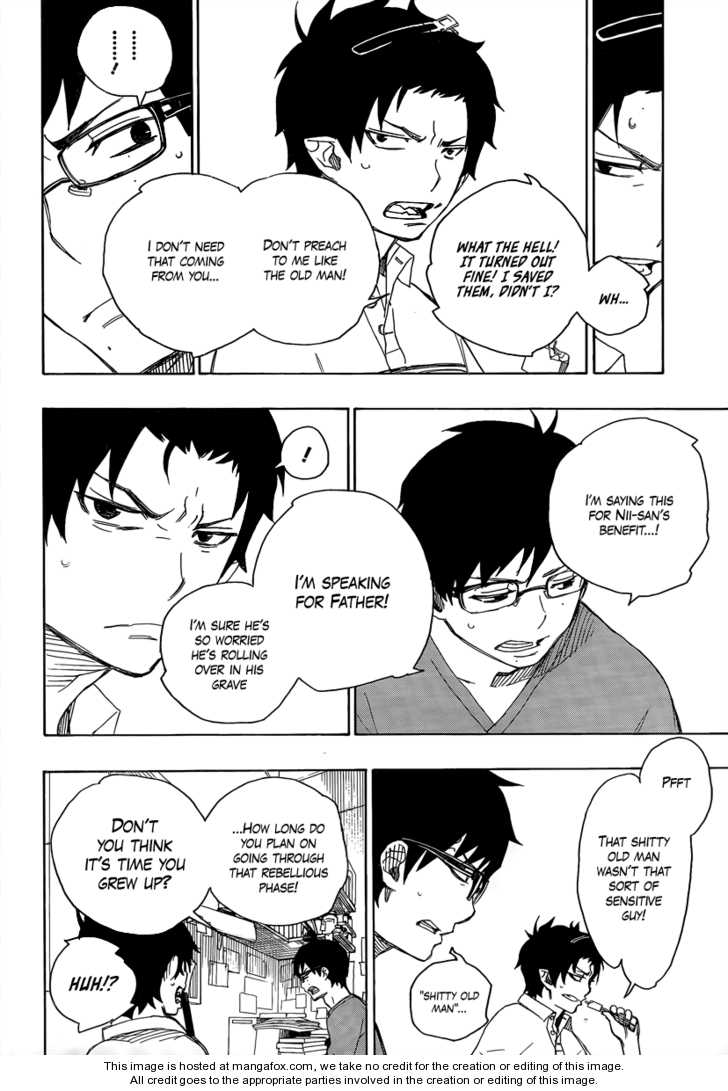 WH...
WHAT THE HELL!
IT TURNED OUT
FINE! I SAVED
THEM, DIDN'T I?
DON'T PREACH
TO ME LIKE
THE OLD MAN!
I DON'T NEED
THAT COMING
FROM YOU...
......!
I'M SAYING THIS
FOR NII-SAN'S
BENEFIT...!
I'M SPEAKING
FOR FATHER!
!
I'M SURE HE'S
SO WORRIED
HE'S ROLLING
OVER IN HIS
GRAVE
PFFT
THAT SHITTY
OLD MAN
WASN'T THAT
SORT OF
SENSITIVE
GUY!
"SHITTY OLD
MAN"...
...HOW LONG DO
YOU PLAN ON
GOING THROUGH
THAT REBELLIOUS
PHASE!
DON'T
YOU THINK
IT'S TIME YOU
GREW UP?
HUH!?
This image is hosted at mangafox.com, we take no credit for the creation or editing of this image.
All credit goes to the appropriate parties involved in the creation of editing of this image.